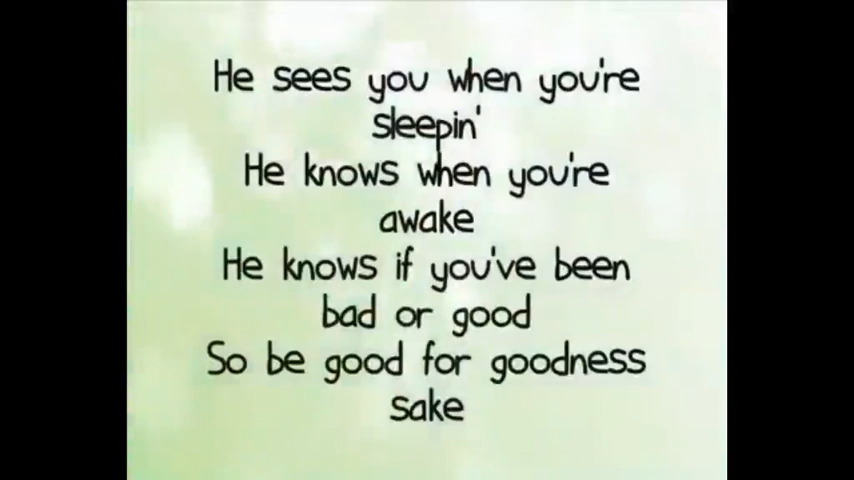 He sees you when you're
sleepin'
He knows when you're
awake
He knows if you've been
bad or good
So be good for goodness
sake